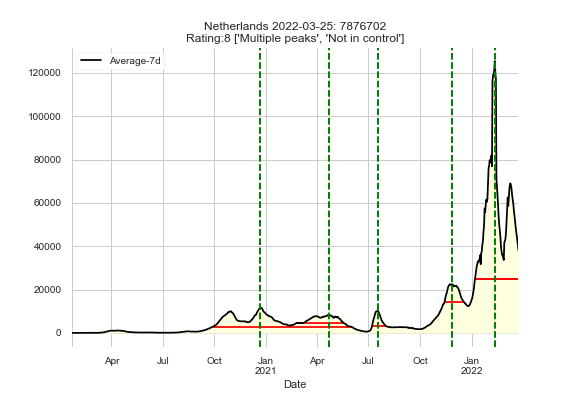 Netherlands 2022-03-25: 7876702
Rating:8 ['Multiple peaks', 'Not in control']
Average-7d
120000
100000
80000
60000
40000
20000
0
Apr Jul Oct Jan Apr Jul Oct Jan
2021 2022
Date